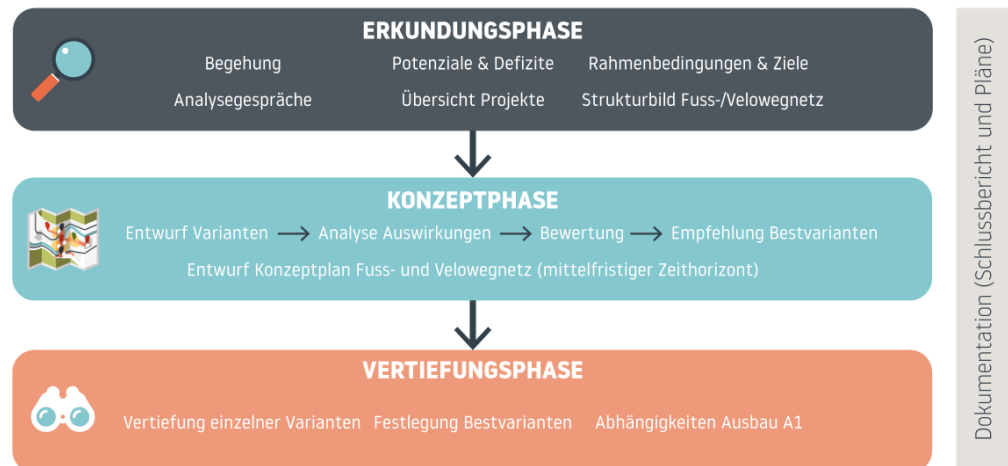 ERKUNDUNGSPHASE
Begehung Potenziale & Defizite Rahmenbedingungen & Ziele
Analysegespräche Übersicht Projekte Strukturbild Fuss-/Velowegnetz
KONZEPTPHASE
Entwurf Varianten → Analyse Auswirkungen → Bewertung → Empfehlung Bestvarianten
Entwurf Konzeptplan Fuss- und Velowegnetz (mittelfristiger Zeithorizont)
VERTIEFUNGSPHASE
Vertiefung einzelner Varianten Festlegung Bestvarianten Abhängigkeiten Ausbau A1
Dokumentation (Schlussbericht und Pläne)